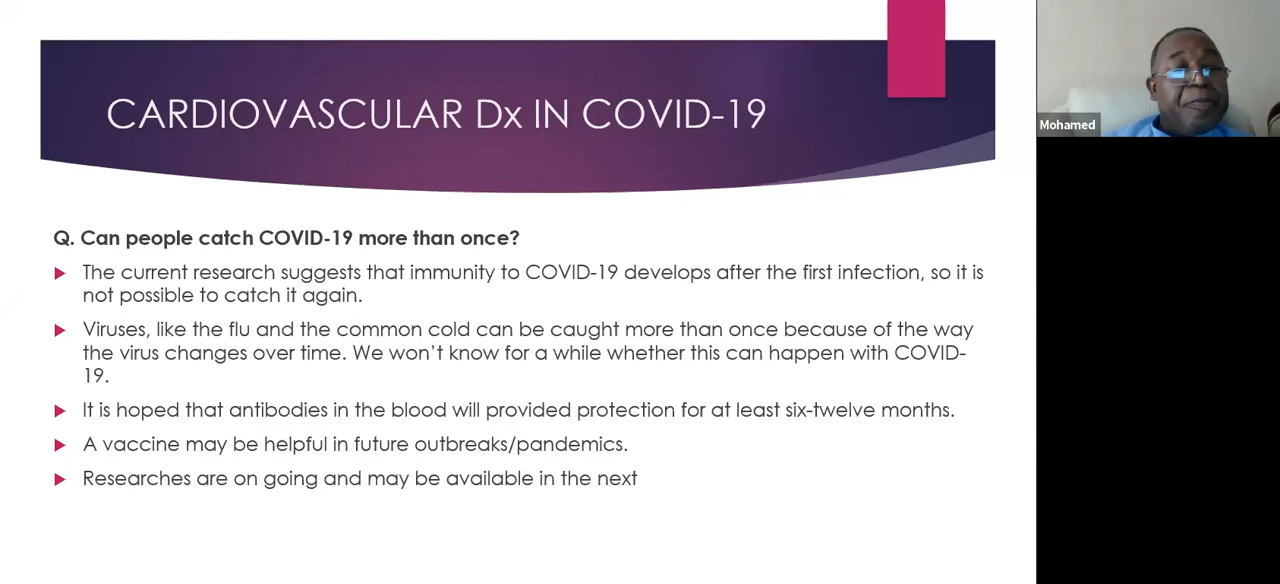 CARDIOVASCULAR Dx IN COVID-19
Q. Can people catch COVID-19 more than once?
The current research suggests that immunity to COVID-19 develops after the first infection, so it is
not possible to catch it again.
Viruses, like the flu and the common cold can be caught more than once because of the way
the virus changes over time. We won't know for a while whether this can happen with COVID-
19.
It is hoped that antibodies in the blood will provided protection for at least six-twelve months.
A vaccine may be helpful in future outbreaks/pandemics.
Researches are on going and may be available in the next
Mohamed